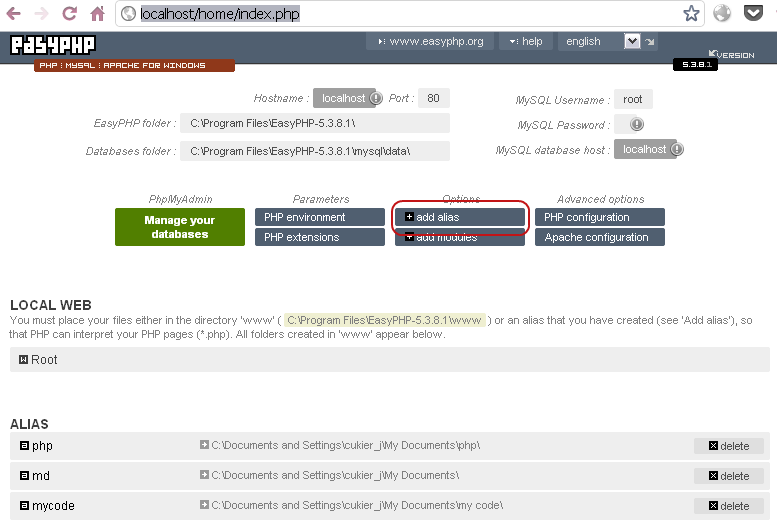 localhost/home/index.php
EasyPHP
www.easyphp.org
help
english
VERSION
PHP : MYSQL : APACHE FOR WINDOWS
5.3.8.1
Hostname : localhost Port : 80
MySQL Username : root
EasyPHP folder : C:\Program Files\EasyPHP-5.3.8.1\
MySQL Password :
Databases folder : C:\Program Files\EasyPHP-5.3.8.1\mysql\data\
MySQL database host : localhost
PhpMyAdmin Parameters Options Advanced options
Manage your
databases
PHP environment
add alias
PHP configuration
PHP extensions
add modules
Apache configuration
LOCAL WEB
You must place your files either in the directory 'www' ( C:\Program Files\EasyPHP-5.3.8.1\www ) or an alias that you have created (see 'Add alias'), so
that PHP can interpret your PHP pages (*.php). All folders created in 'www' appear below.
Root
ALIAS
php C:\Documents and Settings\cukier_j\My Documents\php\ delete
md C:\Documents and Settings\cukier_j\My Documents\ delete
mycode C:\Documents and Settings\cukier_j\My Documents\my code\ delete